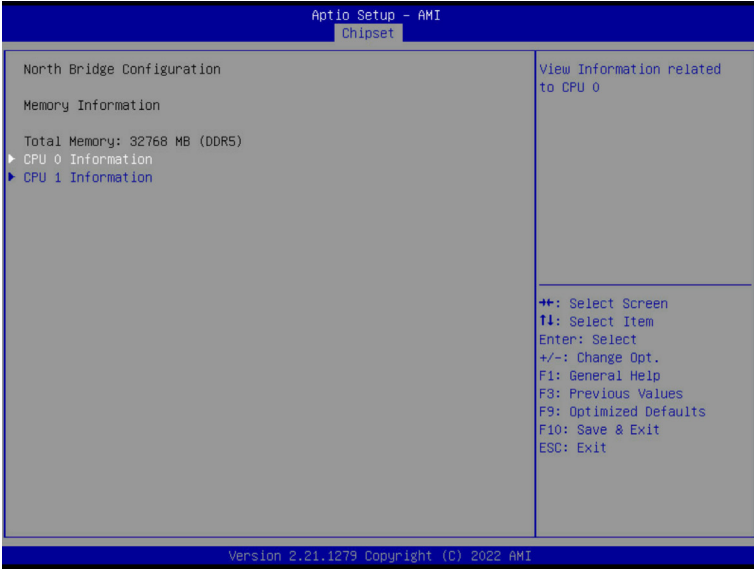 Aptio Setup – AMI
Chipset
North Bridge Configuration
Memory Information
Total Memory: 32768 MB (DDR5)
▶ CPU 0 Information
▶ CPU 1 Information
View Information related
to CPU 0
→←: Select Screen
↑↓: Select Item
Enter: Select
+/-: Change Opt.
F1: General Help
F3: Previous Values
F9: Optimized Defaults
F10: Save & Exit
ESC: Exit
Version 2.21.1279 Copyright (C) 2022 AMI